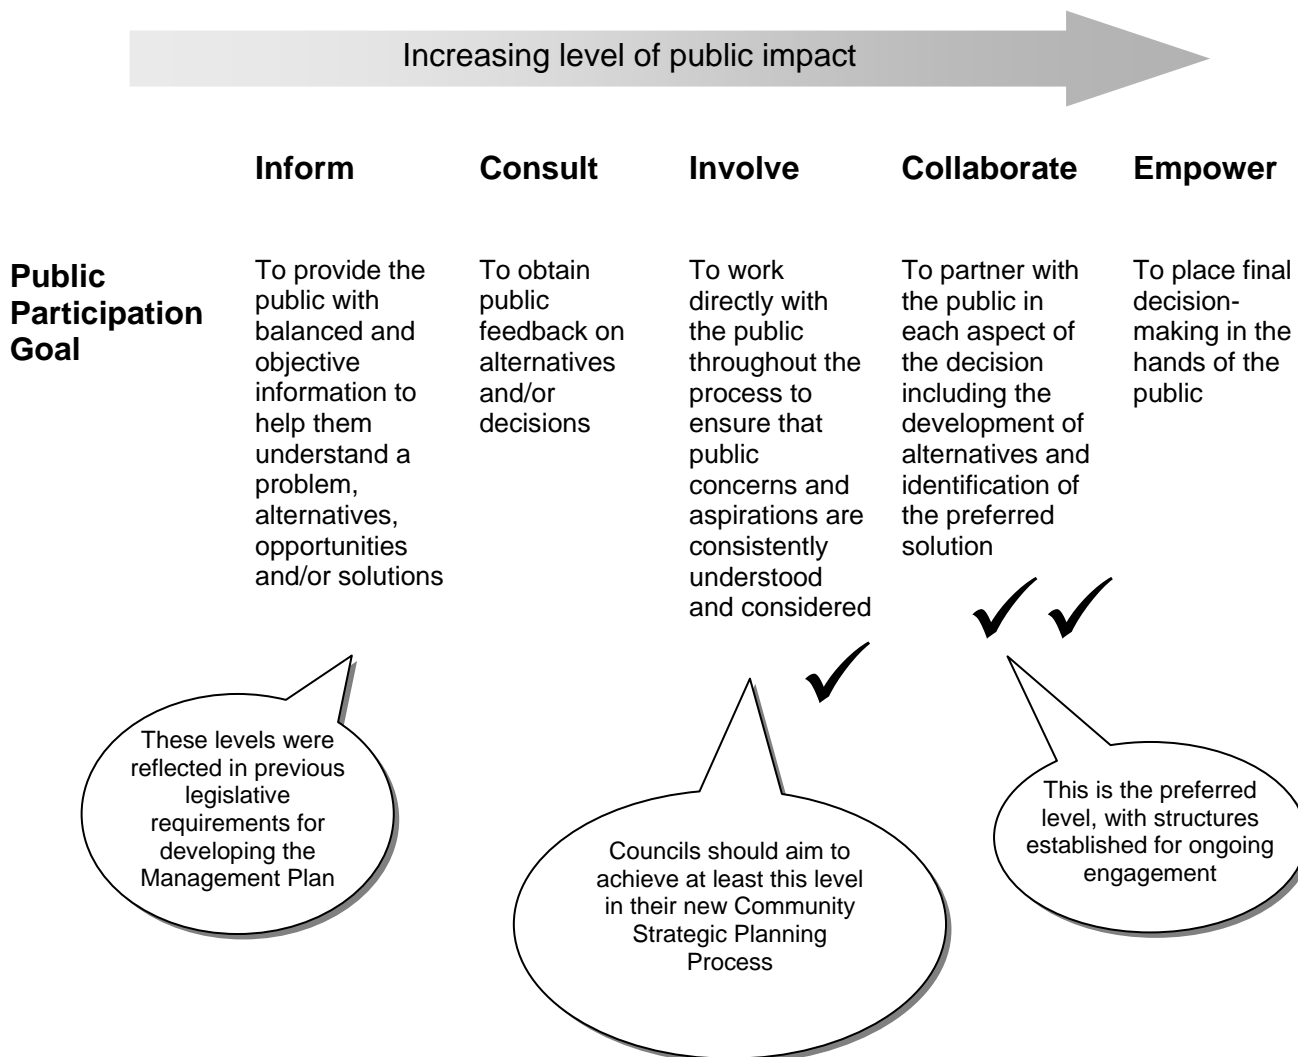 Increasing level of public impact
Inform
Consult
Involve
Collaborate
Empower
Public
Participation
Goal
To provide the
public with
balanced and
objective
information to
help them
understand a
problem,
alternatives,
opportunities
and/or solutions
To obtain
public
feedback on
alternatives
and/or
decisions
To work
directly with
the public
throughout the
process to
ensure that
public
concerns and
aspirations are
consistently
understood
and considered
To partner with
the public in
each aspect of
the decision
including the
development of
alternatives and
identification of
the preferred
solution
To place final
decision-
making in the
hands of the
public
These levels were
reflected in previous
legislative
requirements for
developing the
Management Plan
Councils should aim to
achieve at least this level
in their new Community
Strategic Planning
Process
This is the preferred
level, with structures
established for ongoing
engagement